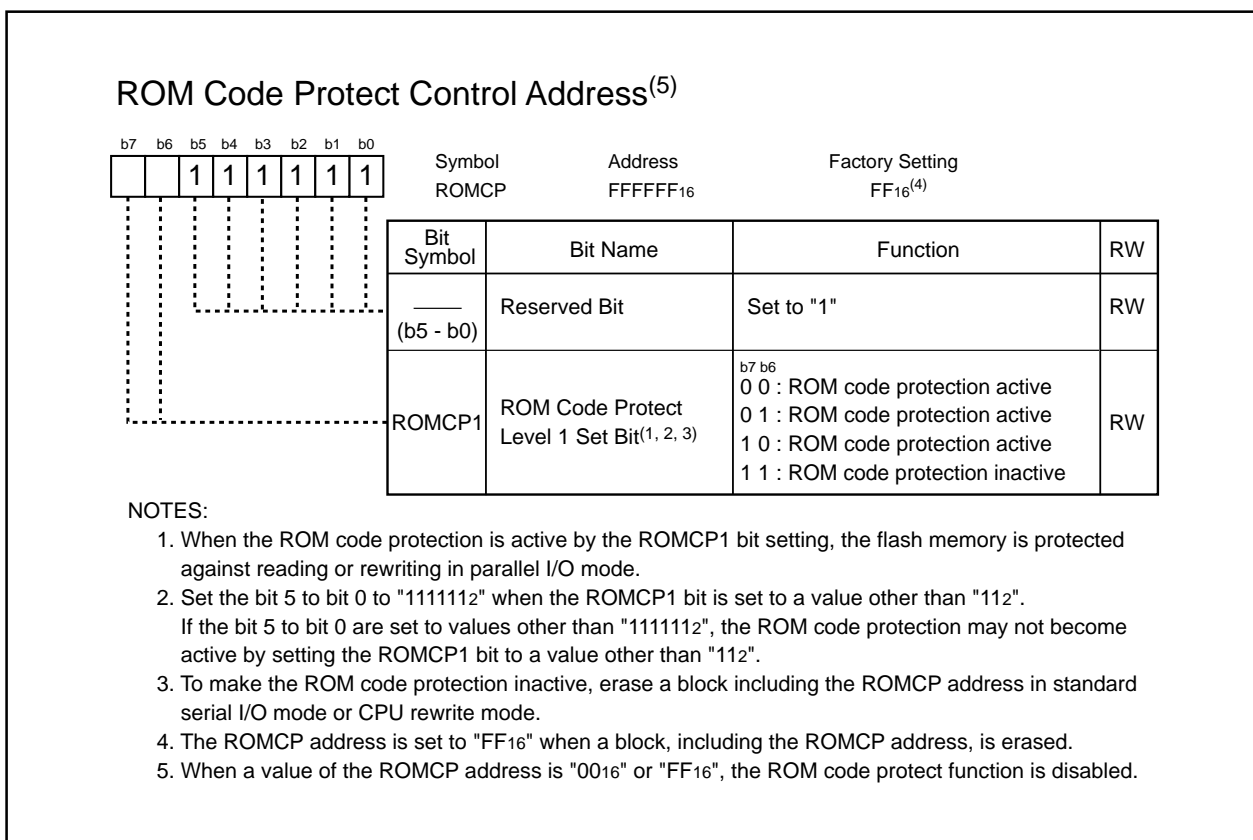 ROM Code Protect Control Address(5)
b7 b6 b5 b4 b3 b2 b1 b0
1 1 1 1 1 1
Symbol Address Factory Setting
ROMCP FFFFFF16 FF16(4)
Bit Symbol Bit Name Function RW
(b5 - b0) Reserved Bit Set to "1" RW
ROMCP1 ROM Code Protect Level 1 Set Bit(1, 2, 3) RW
b7 b6
0 0 : ROM code protection active
0 1 : ROM code protection active
1 0 : ROM code protection active
1 1 : ROM code protection inactive
NOTES:
1. When the ROM code protection is active by the ROMCP1 bit setting, the flash memory is protected
against reading or rewriting in parallel I/O mode.
2. Set the bit 5 to bit 0 to "1111112" when the ROMCP1 bit is set to a value other than "112".
If the bit 5 to bit 0 are set to values other than "1111112", the ROM code protection may not become
active by setting the ROMCP1 bit to a value other than "112".
3. To make the ROM code protection inactive, erase a block including the ROMCP address in standard
serial I/O mode or CPU rewrite mode.
4. The ROMCP address is set to "FF16" when a block, including the ROMCP address, is erased.
5. When a value of the ROMCP address is "0016" or "FF16", the ROM code protect function is disabled.